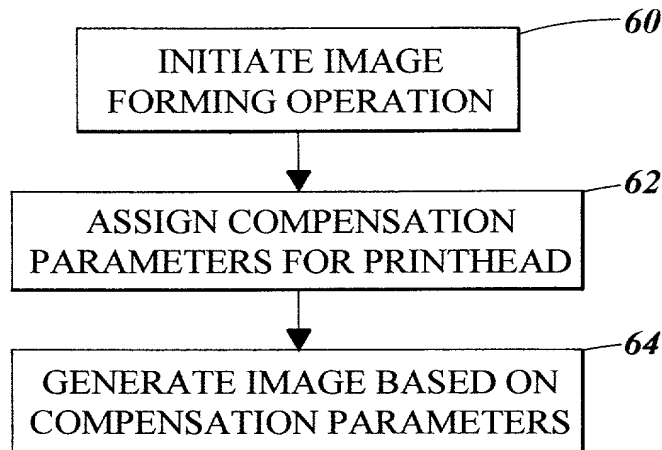 60
INITIATE IMAGE
FORMING OPERATION
62
ASSIGN COMPENSATION
PARAMETERS FOR PRINTHEAD
64
GENERATE IMAGE BASED ON
COMPENSATION PARAMETERS